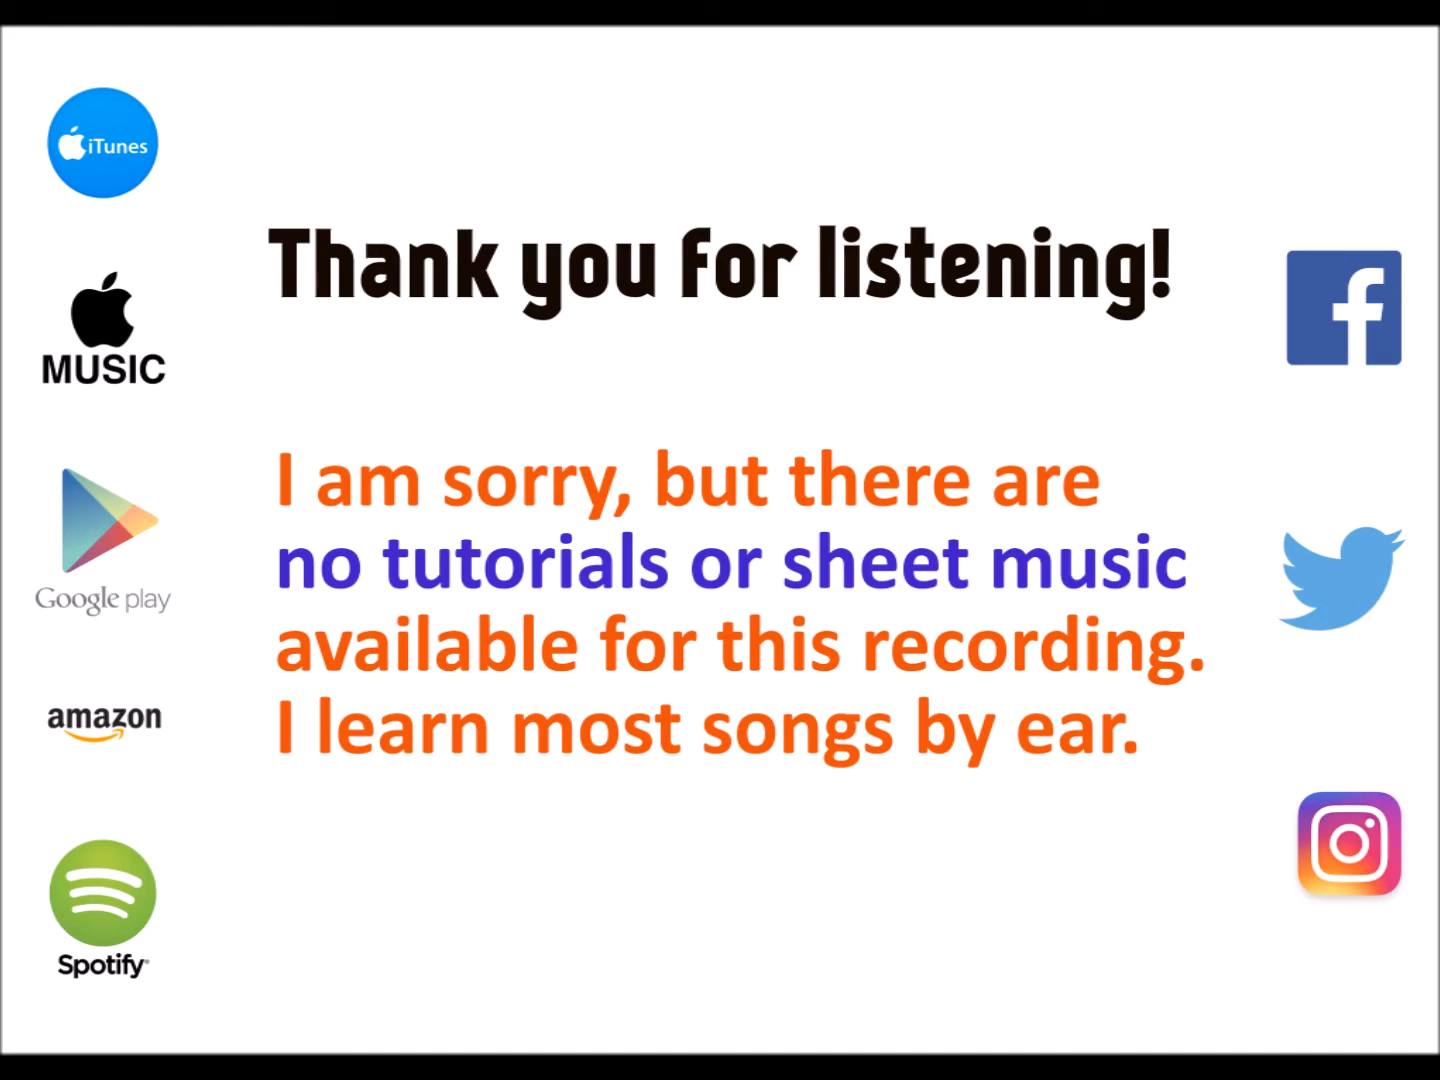 iTunes
MUSIC
Google play
amazon
Spotify
Thank you for listening!
I am sorry, but there are
no tutorials or sheet music
available for this recording.
I learn most songs by ear.